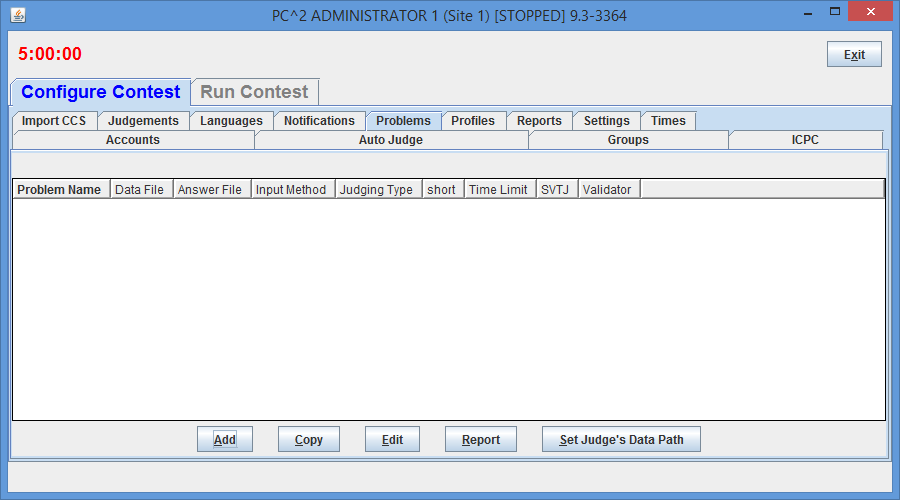 PC^2 ADMINISTRATOR 1 (Site 1) [STOPPED] 9.3-3364
5:00:00 Exit
Configure Contest Run Contest
Import CCS Judgements Languages Notifications Problems Profiles Reports Settings Times
Accounts Auto Judge Groups ICPC
Problem Name Data File Answer File Input Method Judging Type short Time Limit SVTJ Validator
Add Copy Edit Report Set Judge's Data Path